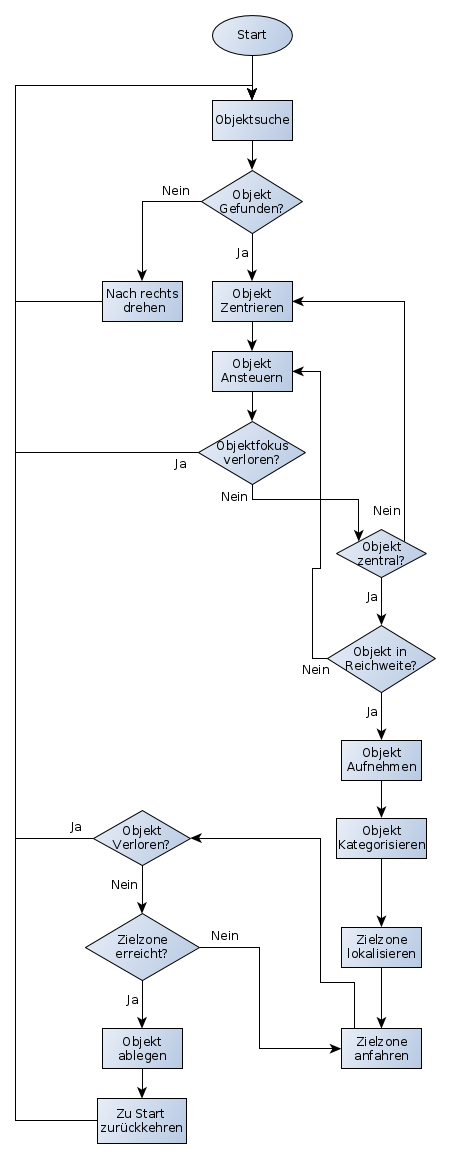 Start
Objektsuche
Objekt
Gefunden?
Nein
Ja
Nach rechts
drehen
Objekt
Zentrieren
Objekt
Ansteuern
Objektfokus
verloren?
Ja
Nein
Nein
Objekt
zentral?
Ja
Objekt in
Reichweite?
Nein
Ja
Objekt
Aufnehmen
Objekt
Kategorisieren
Zielzone
lokalisieren
Zielzone
anfahren
Objekt
Verloren?
Ja
Nein
Zielzone
erreicht?
Nein
Ja
Objekt
ablegen
Zu Start
zurückkehren